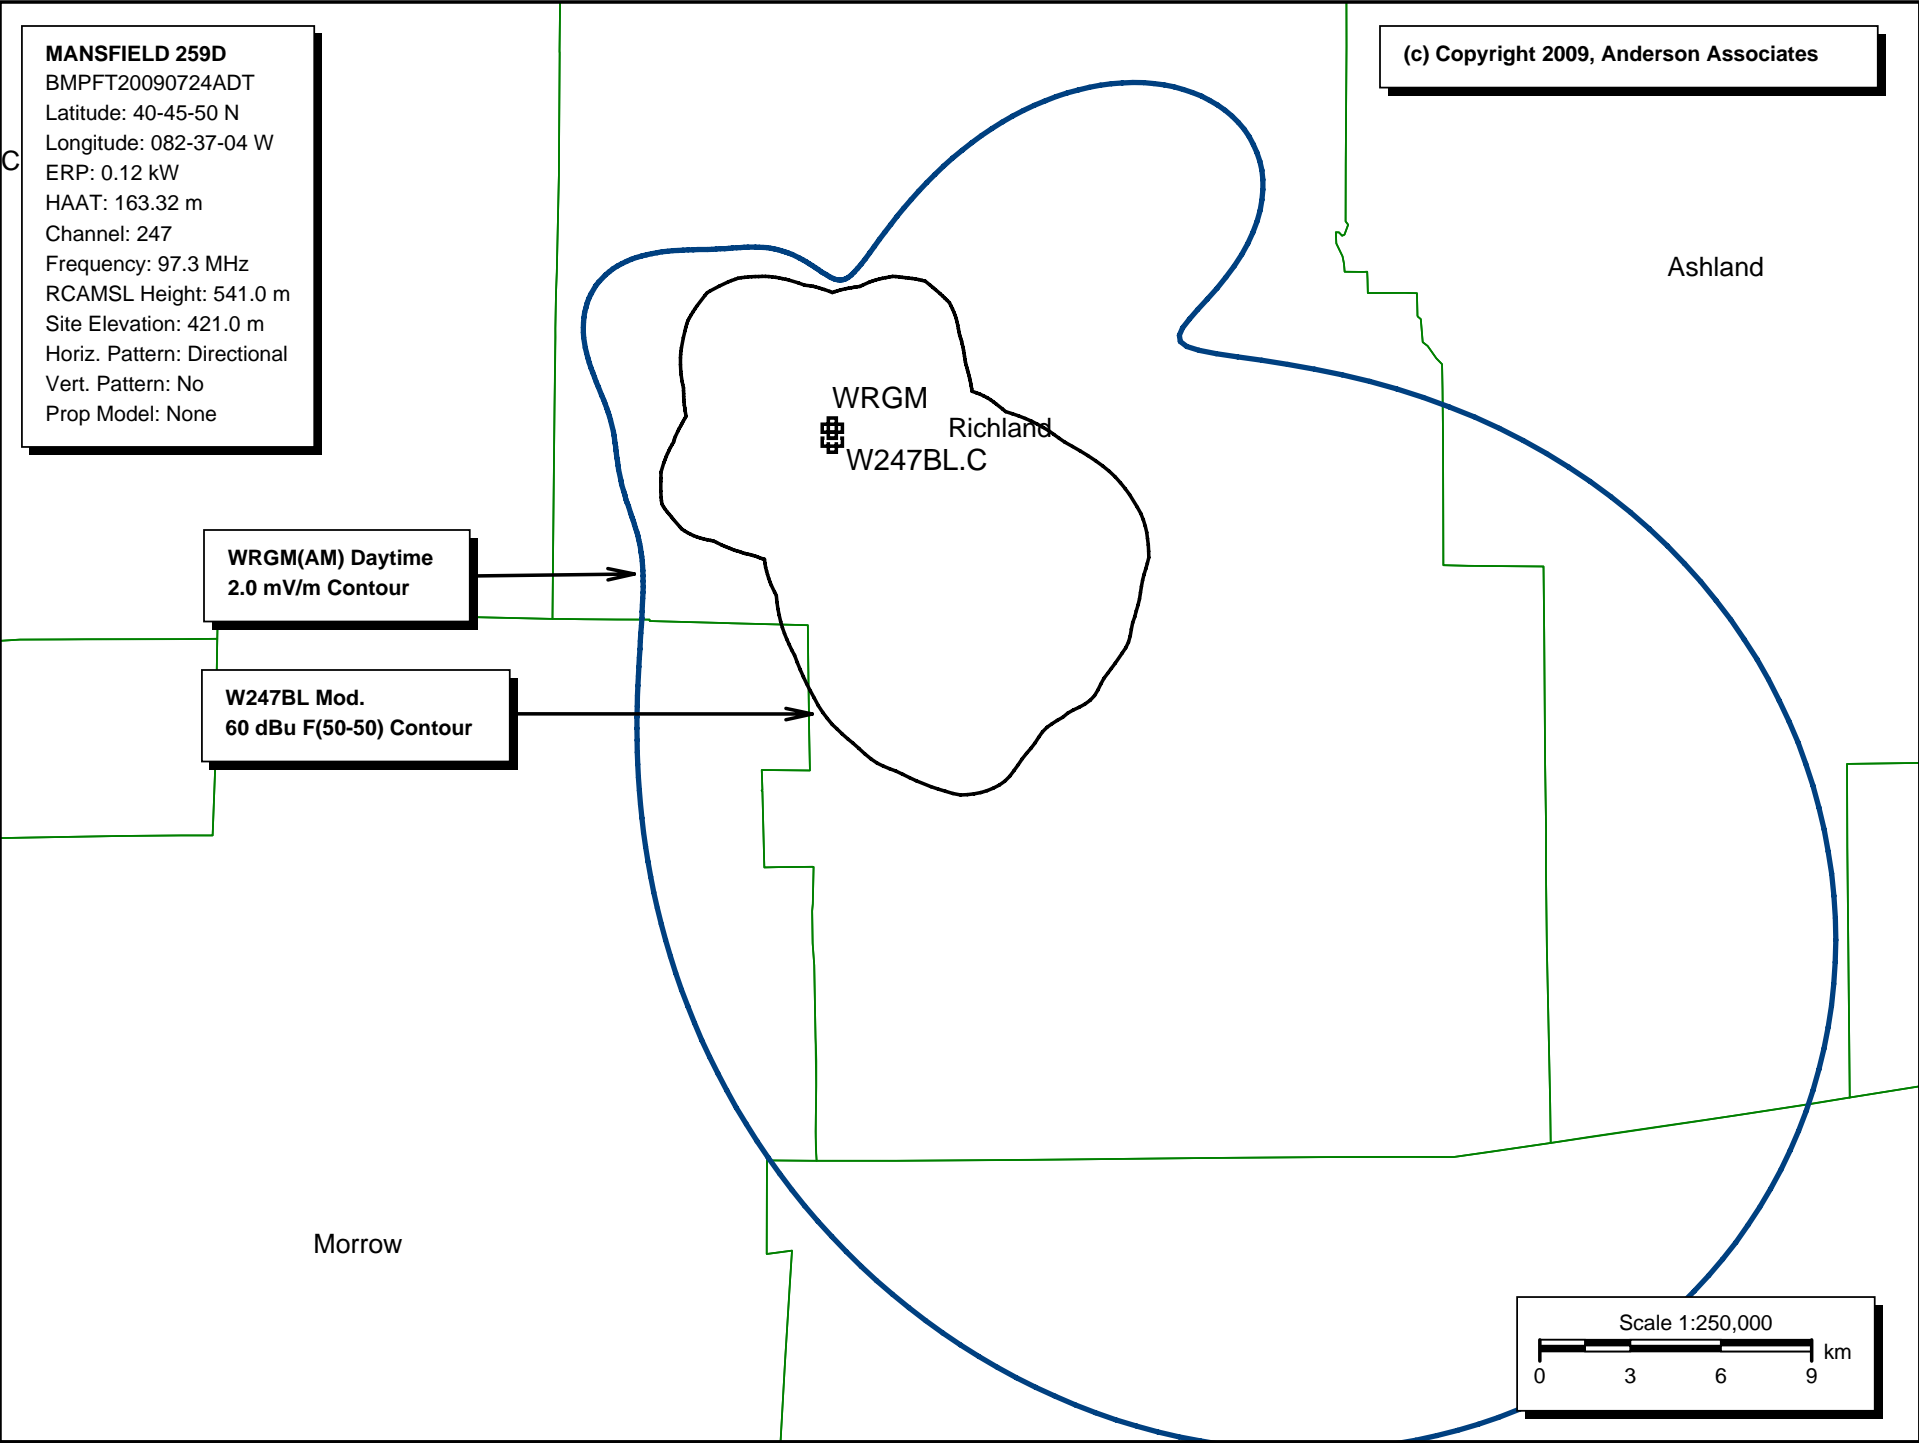 MANSFIELD 259D
BMPFT20090724ADT
Latitude: 40-45-50 N
Longitude: 082-37-04 W
ERP: 0.12 kW
HAAT: 163.32 m
Channel: 247
Frequency: 97.3 MHz
RCAMSL Height: 541.0 m
Site Elevation: 421.0 m
Horiz. Pattern: Directional
Vert. Pattern: No
Prop Model: None
C
(c) Copyright 2009, Anderson Associates
Ashland
WRGM
Richland
W247BL.C
WRGM(AM) Daytime
2.0 mV/m Contour
W247BL Mod.
60 dBu F(50-50) Contour
Morrow
Scale 1:250,000
km
0 3 6 9